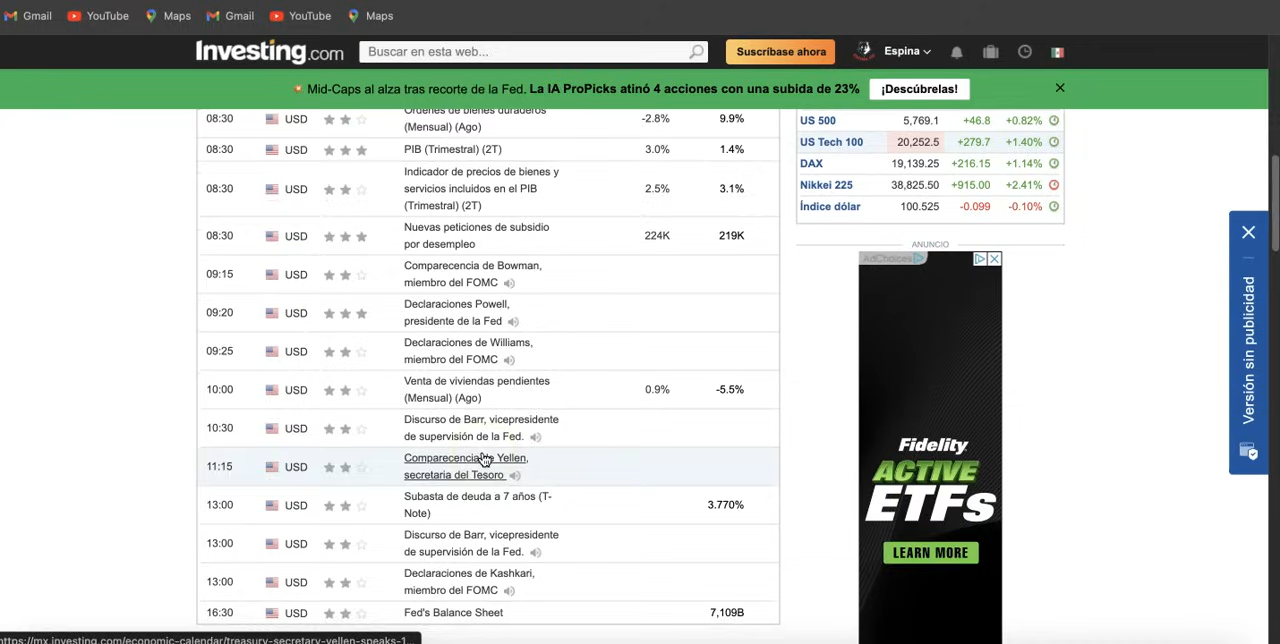 Gmail YouTube Maps Gmail YouTube Maps
Investing.com Buscar en esta web... Suscríbase ahora Espina
Mid-Caps al alza tras recorte de la Fed. La IA ProPicks atinó 4 acciones con una subida de 23% ¡Descúbrelas!
08:30 USD Órdenes de bienes duraderos
(Mensual) (Ago) -2.8% 9.9%
08:30 USD PIB (Trimestral) (2T) 3.0% 1.4%
08:30 USD Indicador de precios de bienes y
servicios incluidos en el PIB
(Trimestral) (2T) 2.5% 3.1%
08:30 USD Nuevas peticiones de subsidio
por desempleo 224K 219K
09:15 USD Comparecencia de Bowman,
miembro del FOMC
09:20 USD Declaraciones Powell,
presidente de la Fed
09:25 USD Declaraciones de Williams,
miembro del FOMC
10:00 USD Venta de viviendas pendientes
(Mensual) (Ago) 0.9% -5.5%
10:30 USD Discurso de Barr, vicepresidente
de supervisión de la Fed.
11:15 USD Comparecencia de Yellen,
secretaria del Tesoro
13:00 USD Subasta de deuda a 7 años (T-
Note) 3.770%
13:00 USD Discurso de Barr, vicepresidente
de supervisión de la Fed.
13:00 USD Declaraciones de Kashkari,
miembro del FOMC
16:30 USD Fed's Balance Sheet 7,109B
US 500 5,769.1 +46.8 +0.82%
US Tech 100 20,252.5 +279.7 +1.40%
DAX 19,139.25 +216.15 +1.14%
Nikkei 225 38,825.50 +915.00 +2.41%
Índice dólar 100.525 -0.099 -0.10%
ANUNCIO
AdChoices
Fidelity
ACTIVE
ETFs
LEARN MORE
Versión sin publicidad
https://mx.investing.com/economic-calendar/treasury-secretary-yellen-speaks-1...